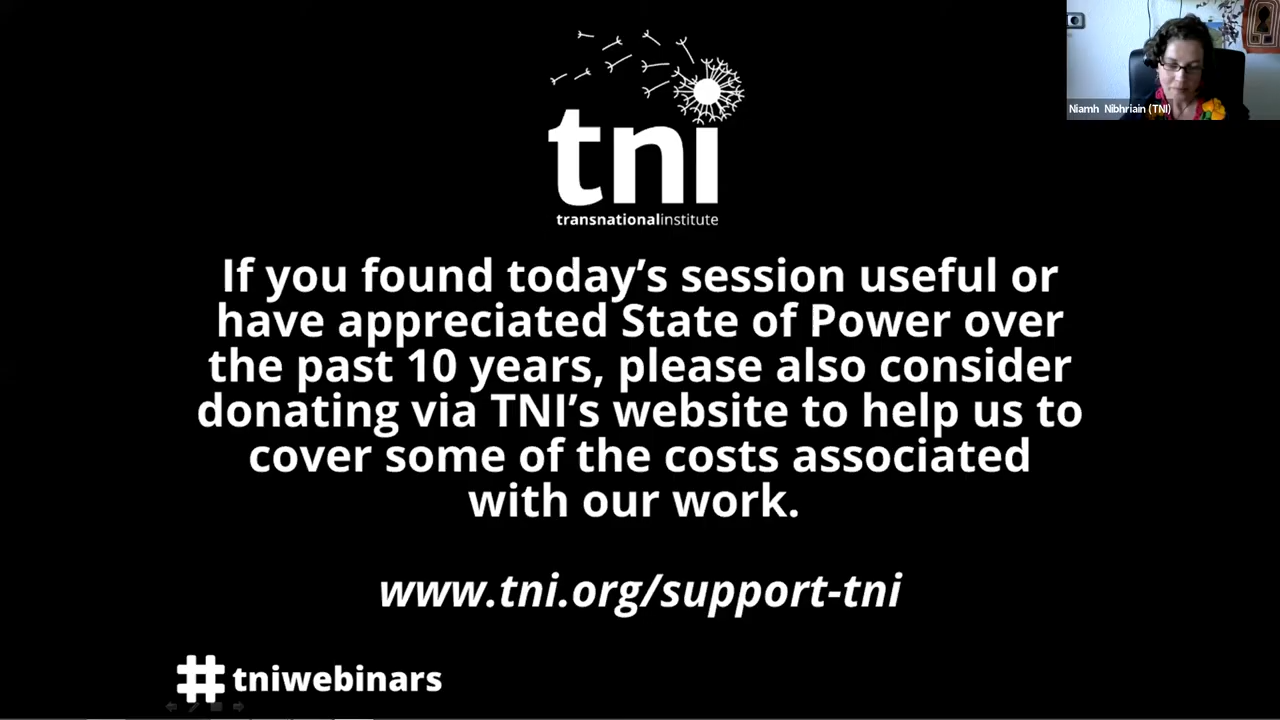 tni
transnationalinstitute
Niamh Nibhriain (TNI)
If you found today's session useful or
have appreciated State of Power over
the past 10 years, please also consider
donating via TNI's website to help us to
cover some of the costs associated
with our work.
www.tni.org/support-tni
#tniwebinars